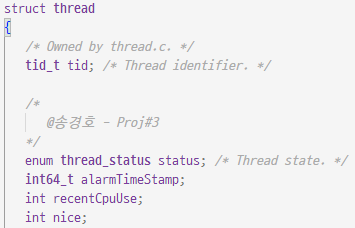 struct thread
{
/* Owned by thread.c. */
tid_t tid; /* Thread identifier. */
/*
@송경호 - Proj#3
*/
enum thread_status status; /* Thread state. */
int64_t alarmTimeStamp;
int recentCpuUse;
int nice;